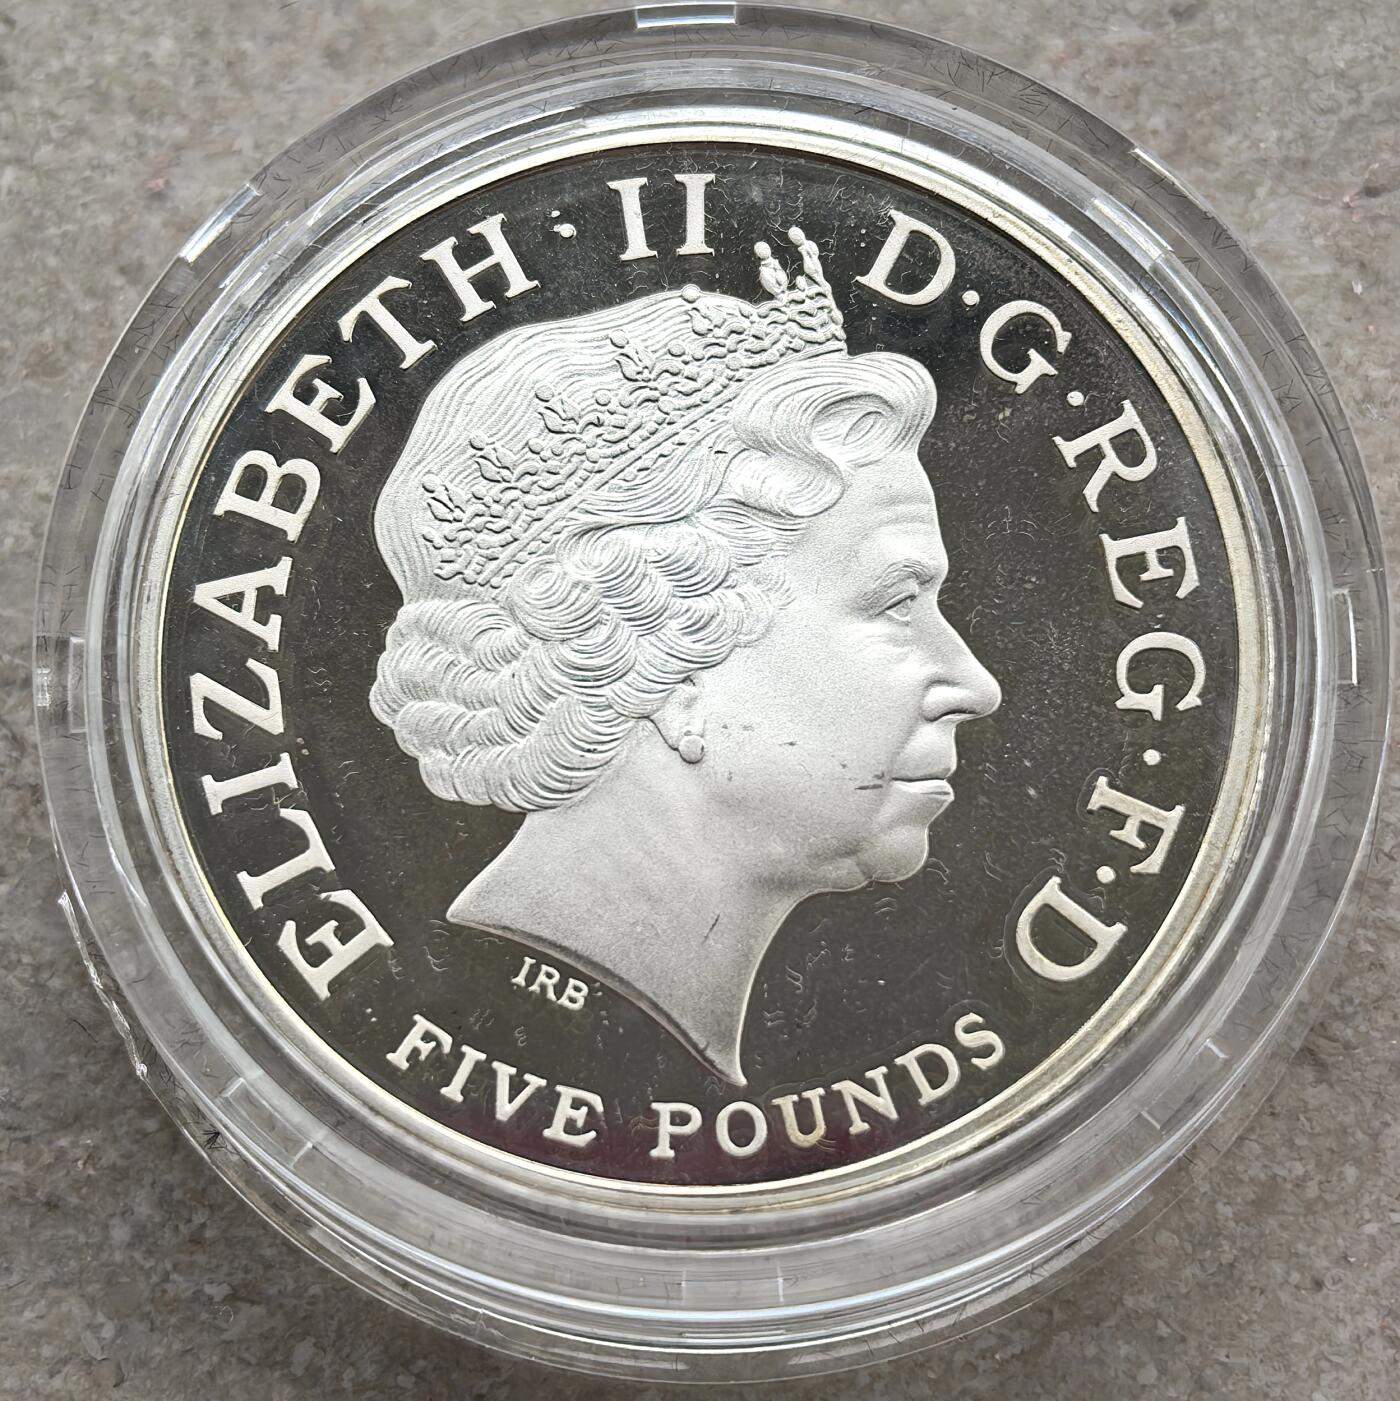 ELIZABETH · II D · G · REG · F · D
FIVE POUNDS
IRB